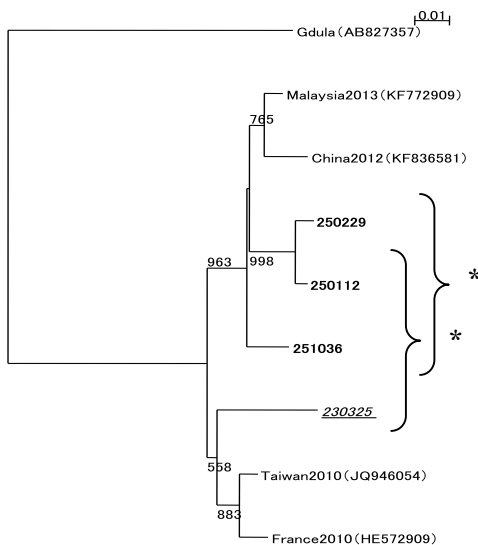 0.01
Gdula(AB827357)
Malaysia2013(KF772909)
765
China2012(KF836581)
250229
963 998
250112
*
*
251036
230325
558
Taiwan2010(JQ946054)
883
France2010(HE572909)